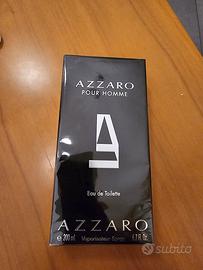 AZZARO
POUR HOMME
Eau de Toilette
AZZARO
e 200 ml Vaporisateur Spray 6.7 fl. oz.
subito